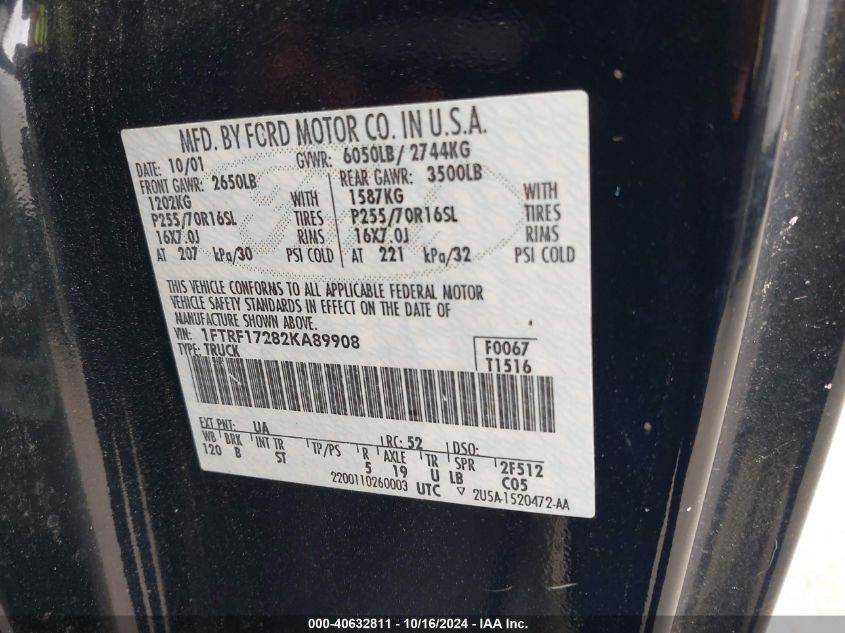 MFD. BY FORD MOTOR CO. IN U.S.A.
DATE: 10/01 GVWR: 6050LB/ 2744KG
FRONT GAWR: 2650LB REAR GAWR: 3500LB
1202KG WITH 1587KG WITH
P255/70R16SL TIRES P255/70R16SL TIRES
16X7.0J RIMS 16X7.0J RIMS
AT 207 kPa/30 PSI COLD AT 221 kPa/32 PSI COLD
THIS VEHICLE CONFORMS TO ALL APPLICABLE FEDERAL MOTOR
VEHICLE SAFETY STANDARDS IN EFFECT ON THE DATE OF
MANUFACTURE SHOWN ABOVE.
VIN: 1FTRF17282KA89908 F0067
TYPE: TRUCK T1516
EXT PNT: UA RC: 52 DSO:
WB BRK INT TR TP/PS R AXLE TR SPR 2F512
120 B ST 5 19 U LB C05
2200110260003 UTC ▽ 2U5A-1520472-AA
000-40632811 - 10/16/2024 - IAA Inc.